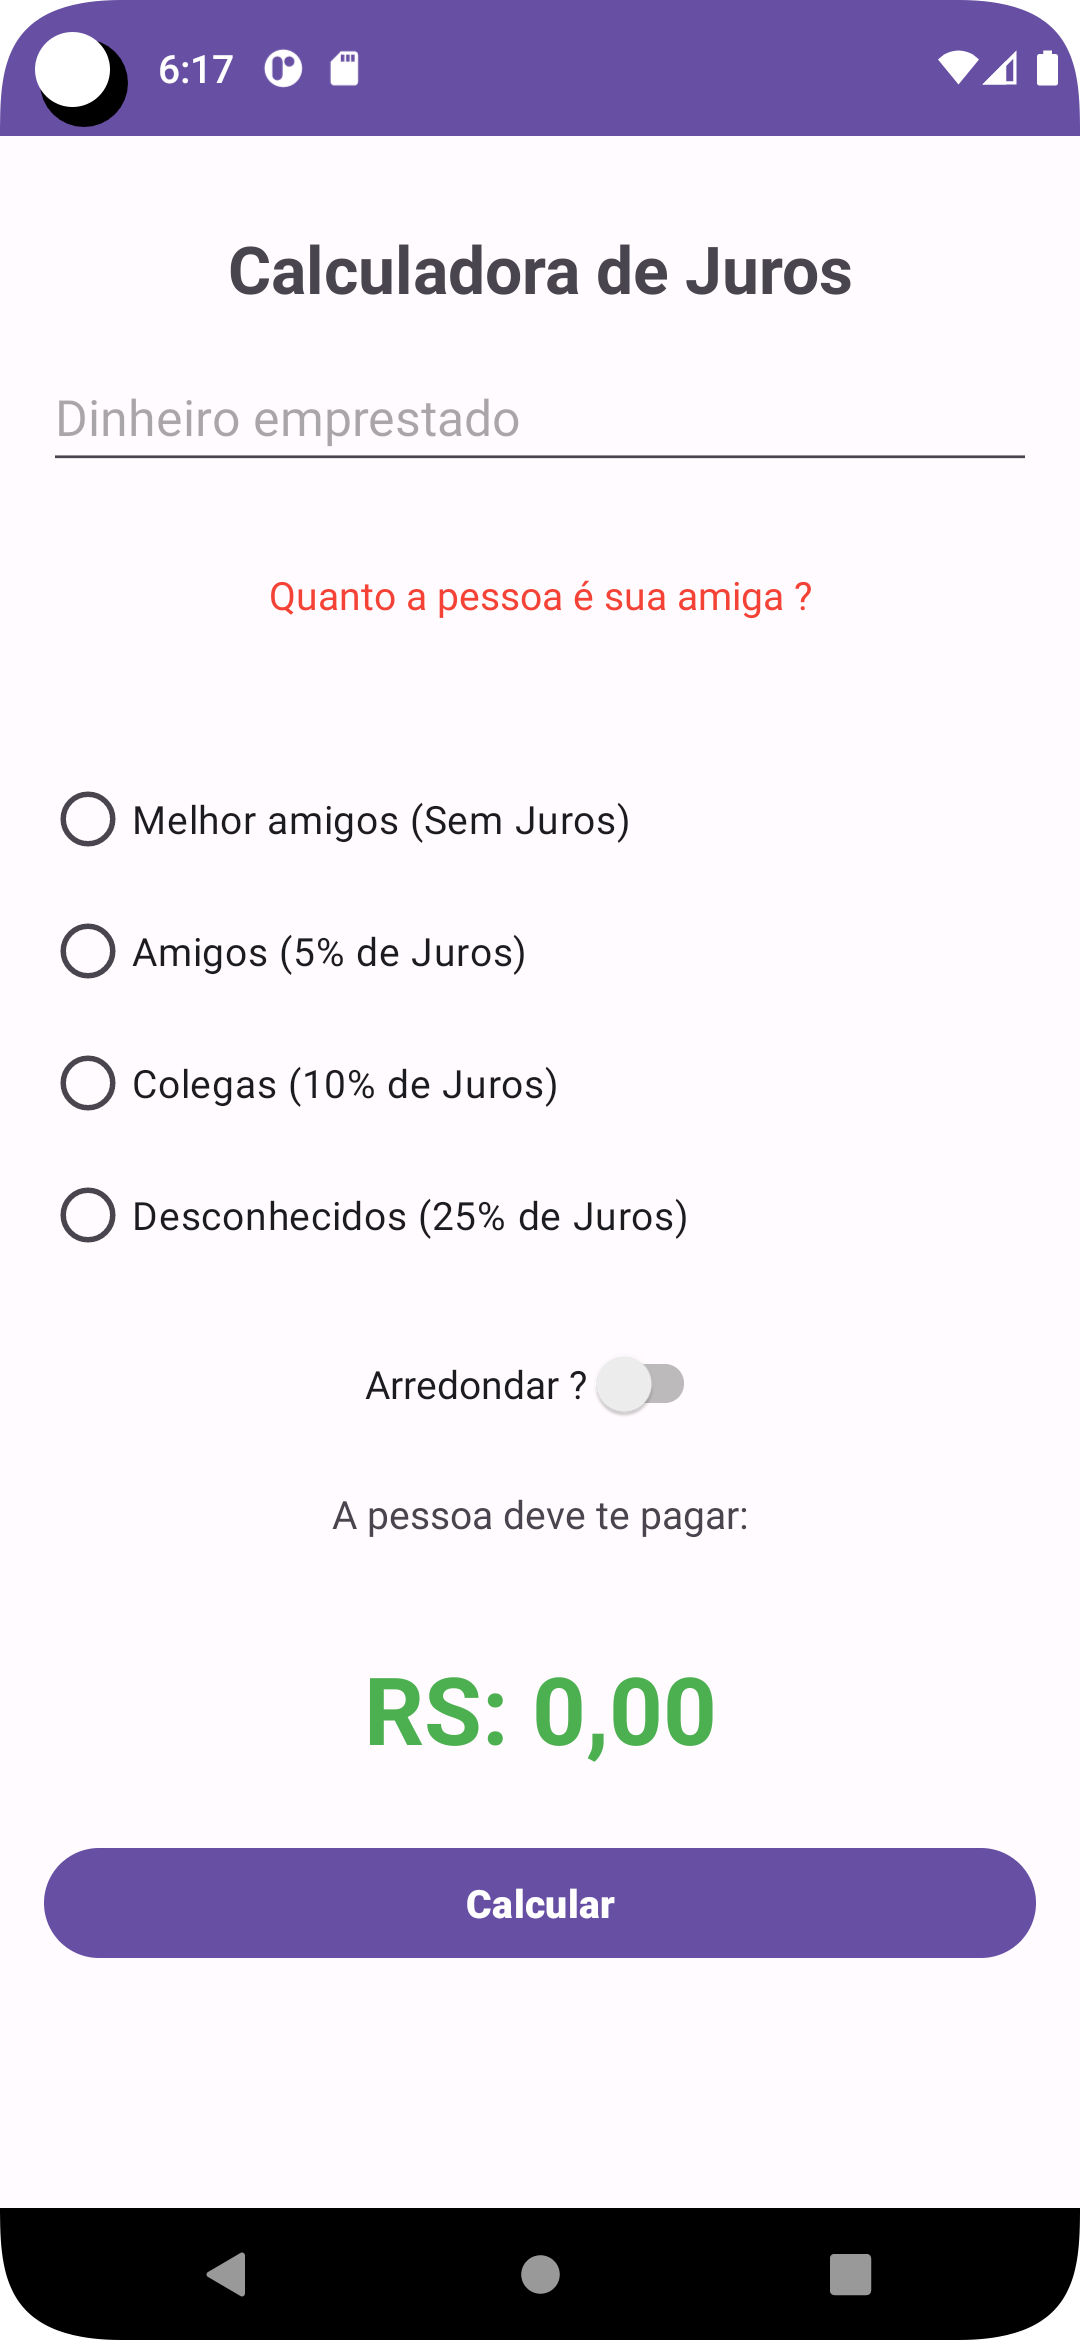 6:17
Calculadora de Juros
Dinheiro emprestado
Quanto a pessoa é sua amiga ?
Melhor amigos (Sem Juros)
Amigos (5% de Juros)
Colegas (10% de Juros)
Desconhecidos (25% de Juros)
Arredondar ?
A pessoa deve te pagar:
RS: 0,00
Calcular